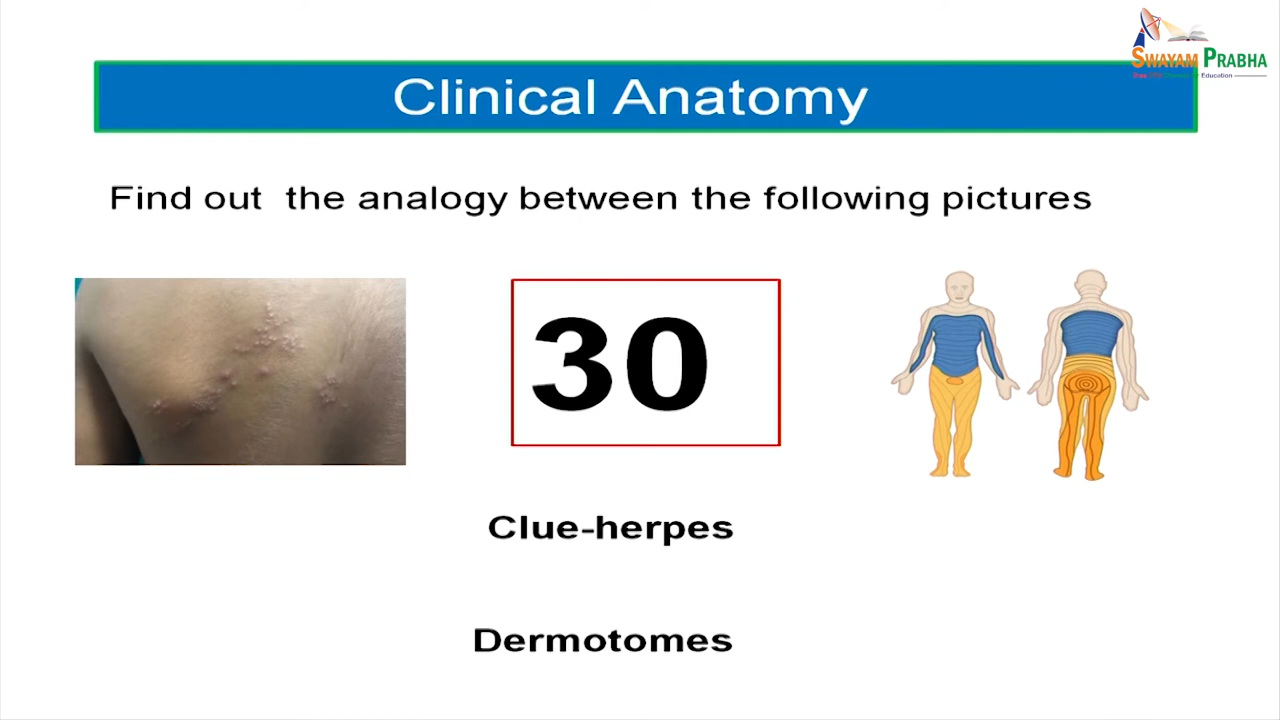 SWAYAM PRABHA
Clinical Anatomy
Find out the analogy between the following pictures
30
Clue-herpes
Dermotomes